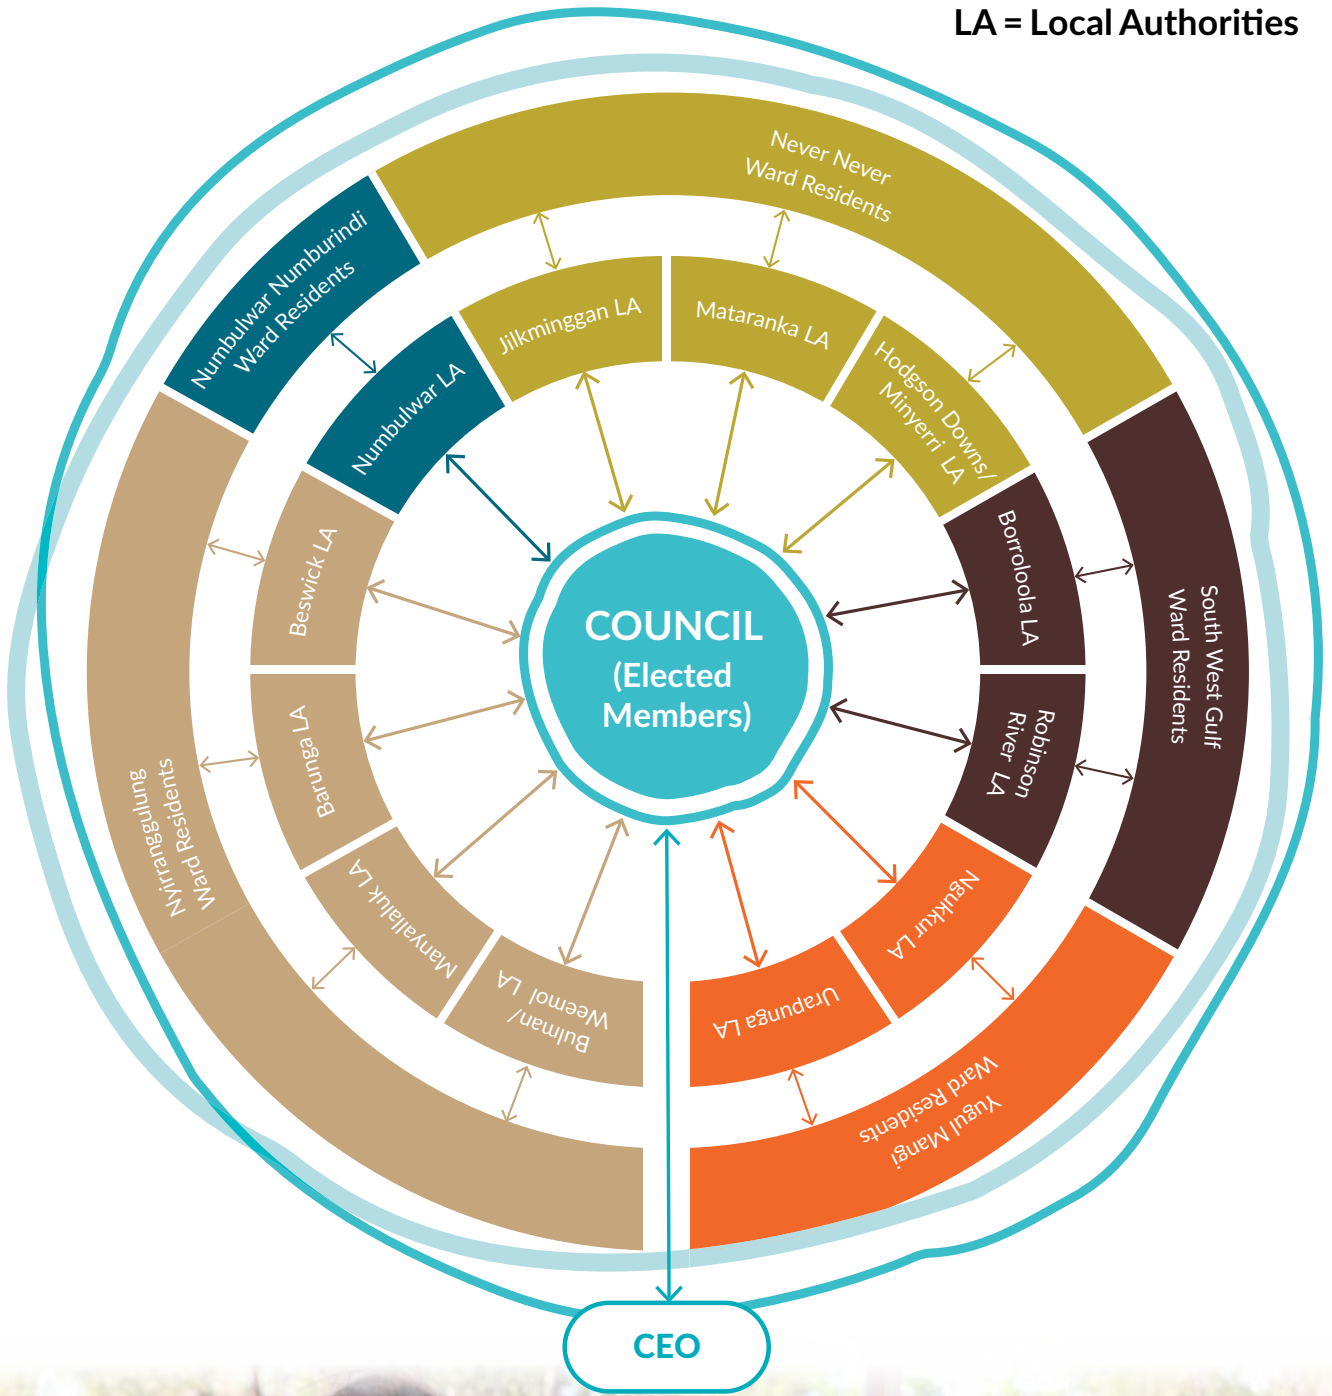 LA = Local Authorities
Never Never
Ward Residents
Numbulwar Numburindi
Ward Residents
Jilkminggan LA
Mataranka LA
Hodgson Downs/
Minyerri LA
Numbulwar LA
Borroloola LA
South West Gulf
Ward Residents
Beswick LA
COUNCIL
(Elected
Members)
Robinson
River LA
Barunga LA
Nyirranggulung
Ward Residents
Manyallaluk LA
Ngukkur LA
Bulman/
Weemol LA
Urapunga LA
Yugul Mangi
Ward Residents
CEO